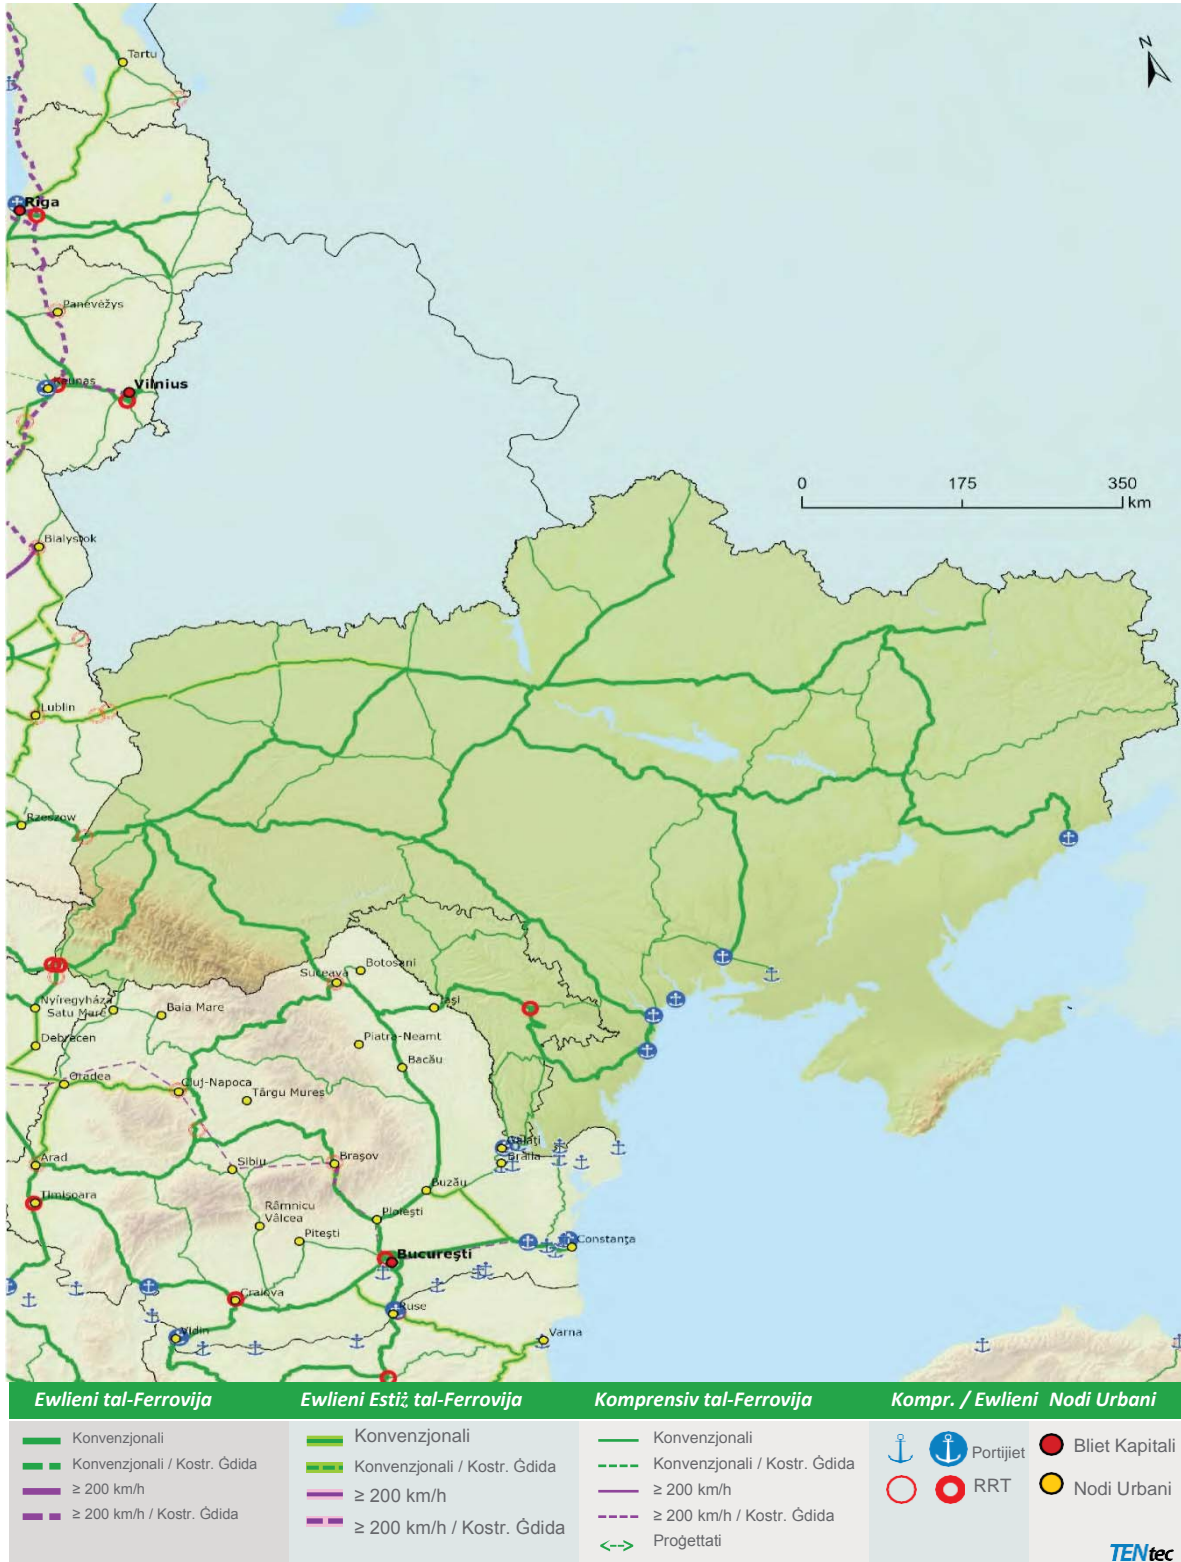 Tartu
N
Rīga
Panevėžys
Kaunas
Vilnius
0 175 350
km
Bialystok
Lublin
Rzeszow
Botoșani
Suceava
Nyíregyháza
Satu Mare
Baia Mare
Iași
Debrecen
Piatra-Neamt
Bacău
Oradea
Cluj-Napoca
Târgu Mureș
Galați
Brăila
Arad
Sibiu
Brașov
Buzău
Timișoara
Râmnicu
Vâlcea
Ploiești
Pitești
Constanța
București
Craiova
Ruse
Vidin
Varna
Ewlieni tal-Ferrovija
Konvenzjonali
Konvenzjonali / Kostr. Ġdida
≥ 200 km/h
≥ 200 km/h / Kostr. Ġdida
Ewlieni Estiż tal-Ferrovija
Konvenzjonali
Konvenzjonali / Kostr. Ġdida
≥ 200 km/h
≥ 200 km/h / Kostr. Ġdida
Komprensiv tal-Ferrovija
Konvenzjonali
Konvenzjonali / Kostr. Ġdida
≥ 200 km/h
≥ 200 km/h / Kostr. Ġdida
Proġettati
Kompr. / Ewlieni
Portijiet
RRT
Nodi Urbani
Bliet Kapitali
Nodi Urbani
TENtec